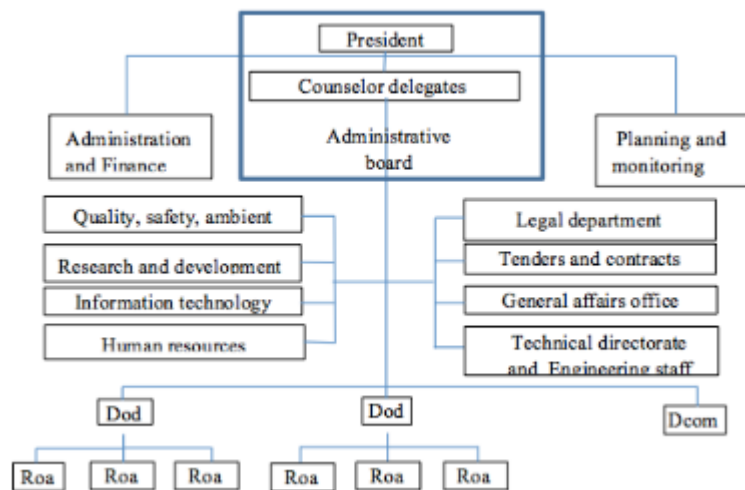 President
Counselor delegates
Administration
and Finance
Administrative
board
Planning and
monitoring
Quality, safety, ambient
Research and development
Information technology
Human resources
Legal department
Tenders and contracts
General affairs office
Technical directorate
and Engineering staff
Dod
Dod
Dcom
Roa
Roa
Roa
Roa
Roa
Roa